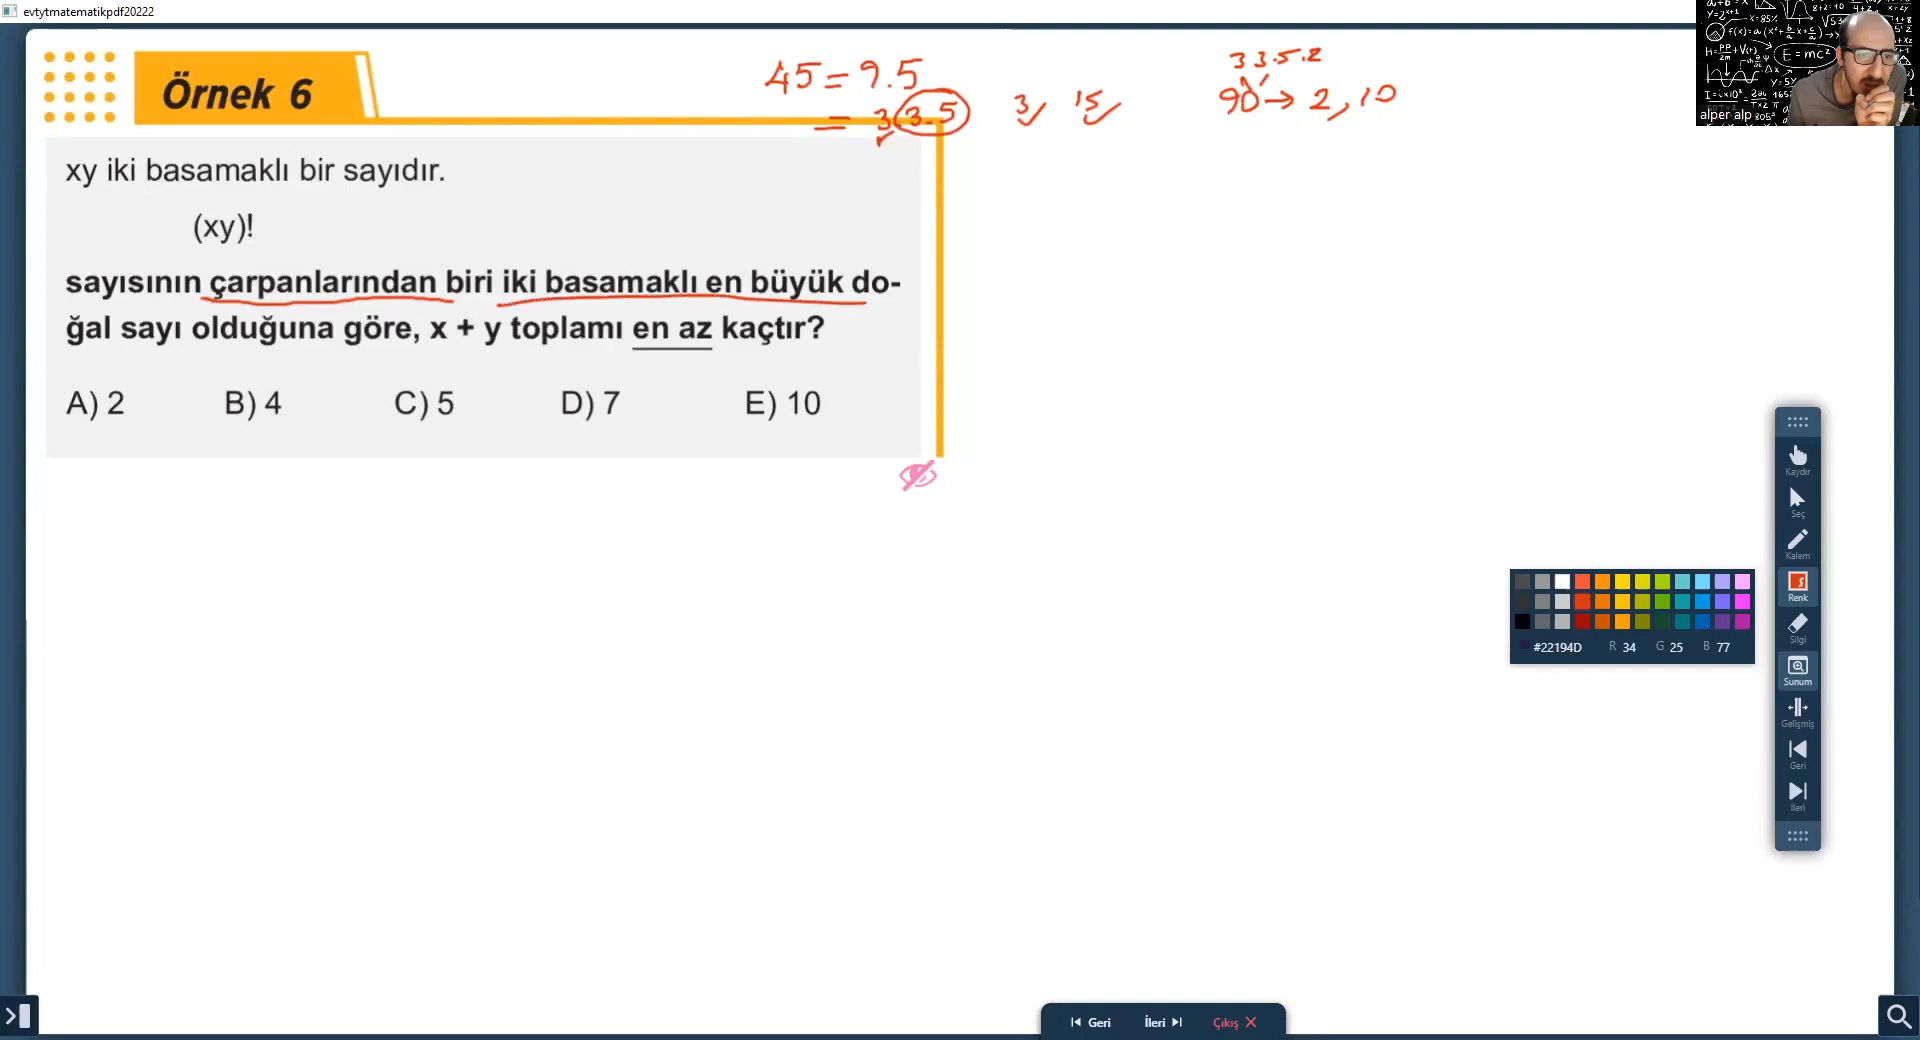 evtytmatematikpdf20222
Örnek 6
45 = 9.5
= 3.3.5
3, 15
3 3.5.2
90 → 2, 10
alper alp
E = mc²
xy iki basamaklı bir sayıdır.
(xy)!
sayısının çarpanlarından biri iki basamaklı en büyük do-
ğal sayı olduğuna göre, x + y toplamı en az kaçtır?
A) 2 B) 4 C) 5 D) 7 E) 10
Kaydır
Seç
Kalem
Renk
Silgi
Sunum
Gelişmiş
Geri
İleri
#22194D R 34 G 25 B 77
Geri İleri Çıkış